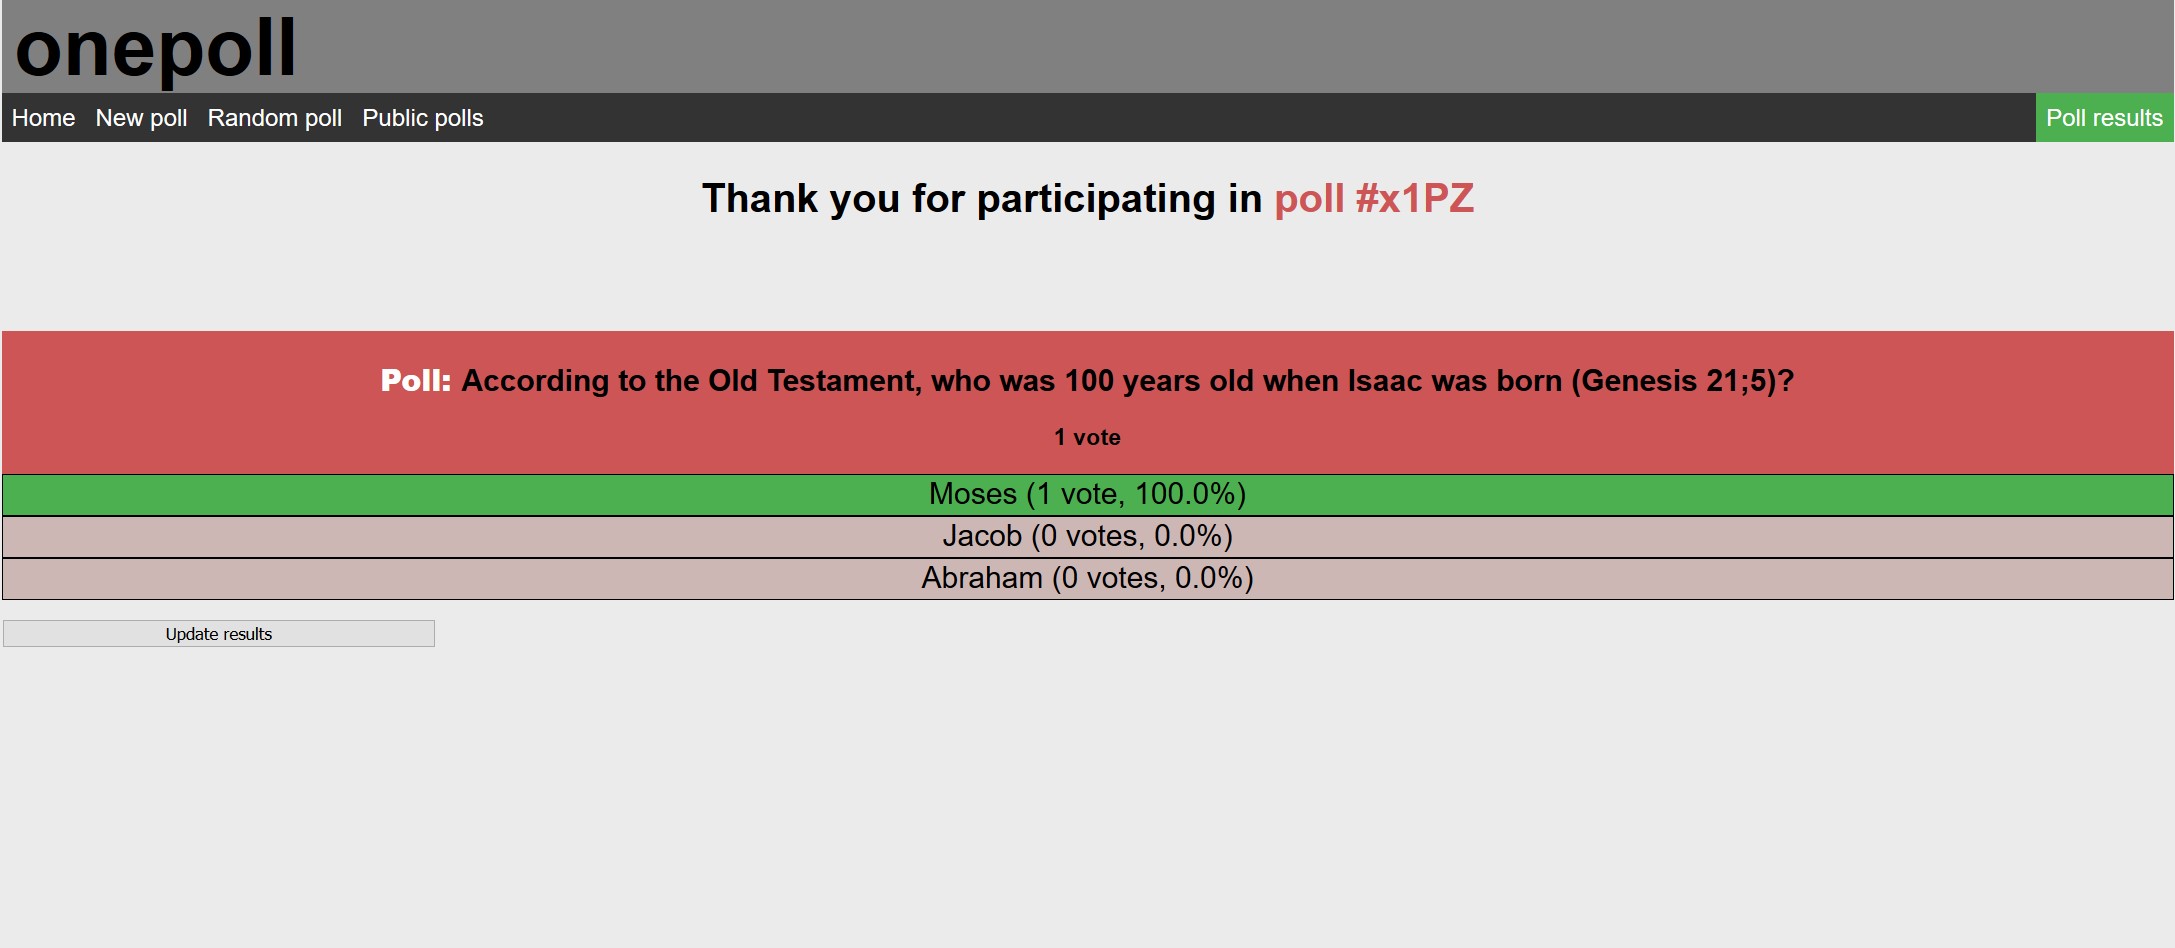 onepoll
Home New poll Random poll Public polls Poll results
Thank you for participating in poll #x1PZ
Poll: According to the Old Testament, who was 100 years old when Isaac was born (Genesis 21;5)?
1 vote
Moses (1 vote, 100.0%)
Jacob (0 votes, 0.0%)
Abraham (0 votes, 0.0%)
Update results